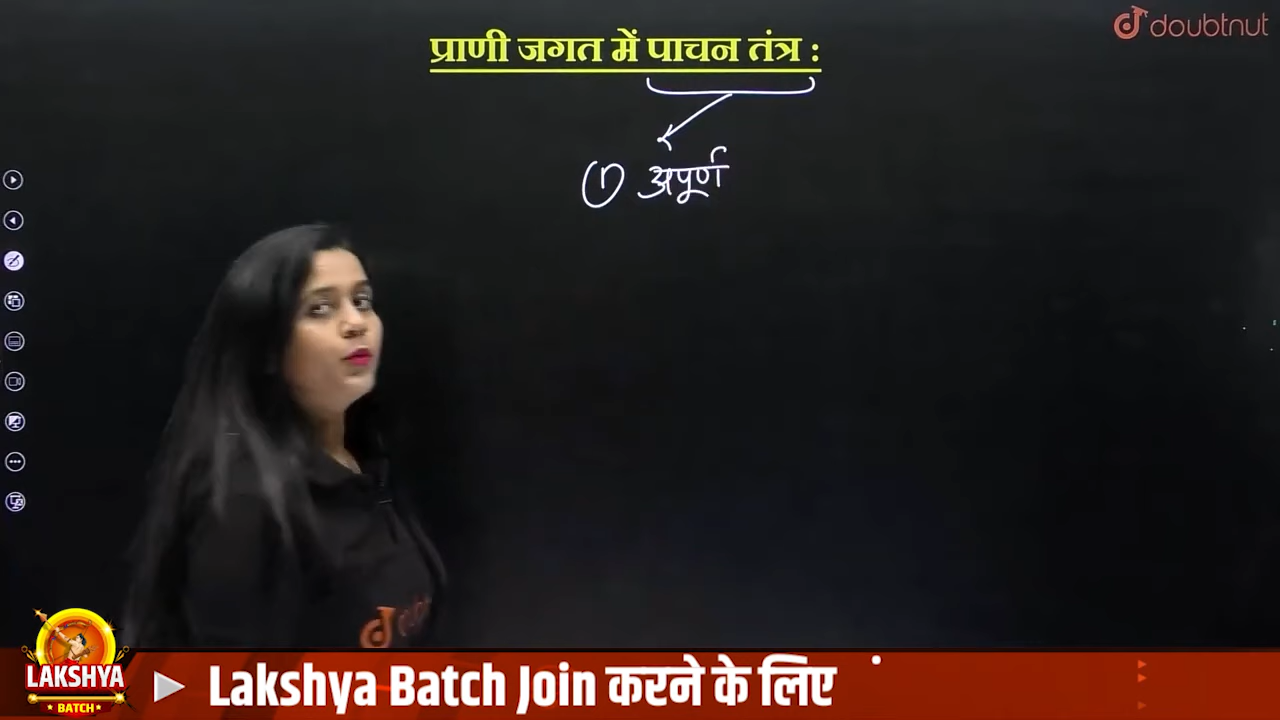 doubtnut
प्राणी जगत में पाचन तंत्र :
① अपूर्ण
LAKSHYA
BATCH
Lakshya Batch Join करने के लिए